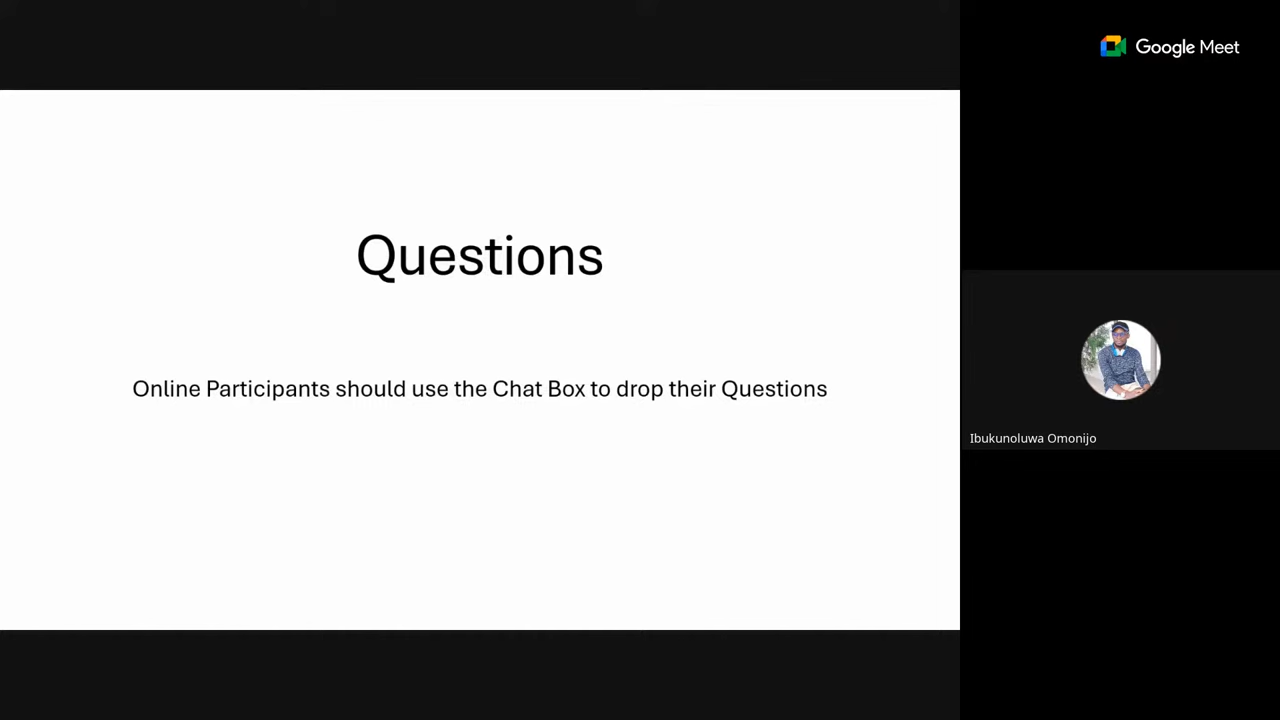 Google Meet
Questions
Online Participants should use the Chat Box to drop their Questions
Ibukunoluwa Omonijo